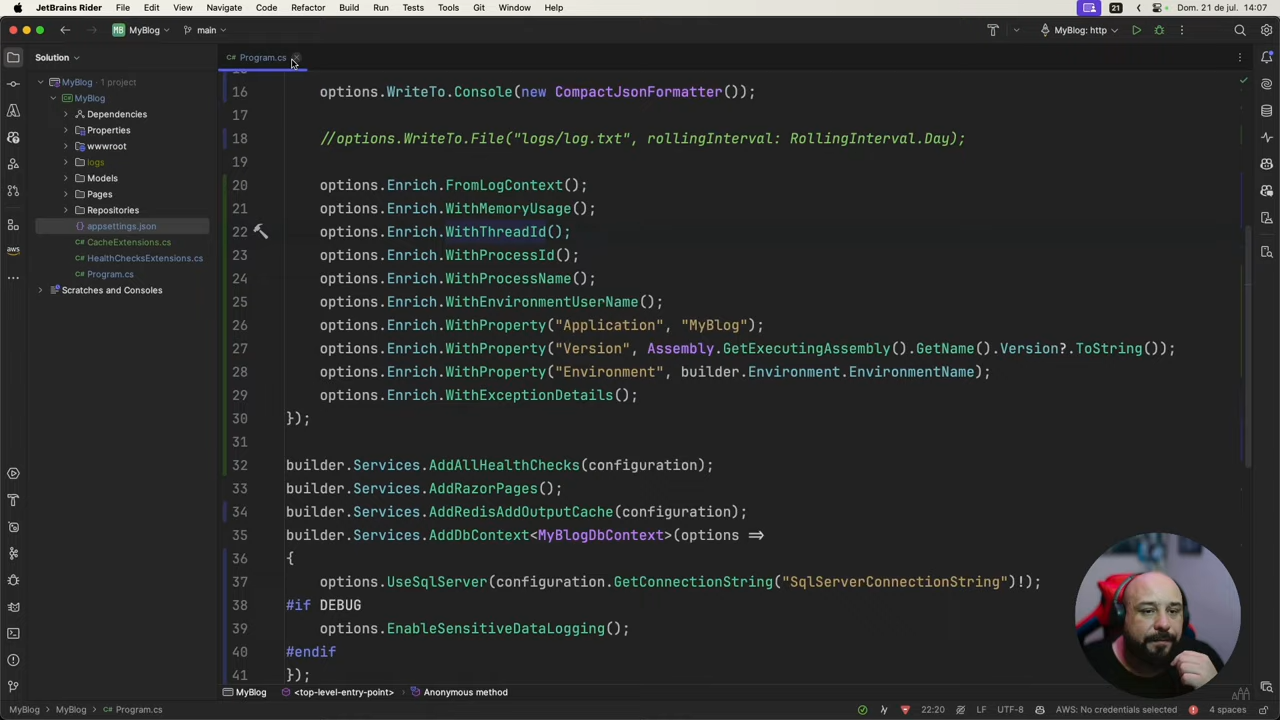 JetBrains Rider File Edit View Navigate Code Refactor Build Run Tests Tools Git Window Help 21 Dom. 21 de jul. 14:07
MB MyBlog main MyBlog: http
Solution
C# Program.cs
MyBlog 1 project
MyBlog
Dependencies
Properties
wwwroot
logs
Models
Pages
Repositories
{} appsettings.json
C# CacheExtensions.cs
C# HealthChecksExtensions.cs
C# Program.cs
Scratches and Consoles
aws
16 options.WriteTo.Console(new CompactJsonFormatter());
17
18 //options.WriteTo.File("logs/log.txt", rollingInterval: RollingInterval.Day);
19
20 options.Enrich.FromLogContext();
21 options.Enrich.WithMemoryUsage();
22 options.Enrich.WithThreadId();
23 options.Enrich.WithProcessId();
24 options.Enrich.WithProcessName();
25 options.Enrich.WithEnvironmentUserName();
26 options.Enrich.WithProperty("Application", "MyBlog");
27 options.Enrich.WithProperty("Version", Assembly.GetExecutingAssembly().GetName().Version?.ToString());
28 options.Enrich.WithProperty("Environment", builder.Environment.EnvironmentName);
29 options.Enrich.WithExceptionDetails();
30 });
31
32 builder.Services.AddAllHealthChecks(configuration);
33 builder.Services.AddRazorPages();
34 builder.Services.AddRedisAddOutputCache(configuration);
35 builder.Services.AddDbContext<MyBlogDbContext>(options =>
36 {
37 options.UseSqlServer(configuration.GetConnectionString("SqlServerConnectionString")!);
38 #if DEBUG
39 options.EnableSensitiveDataLogging();
40 #endif
41 });
MyBlog <top-level-entry-point> Anonymous method
MyBlog MyBlog C# Program.cs 22:20 LF UTF-8 AWS: No credentials selected 4 spaces